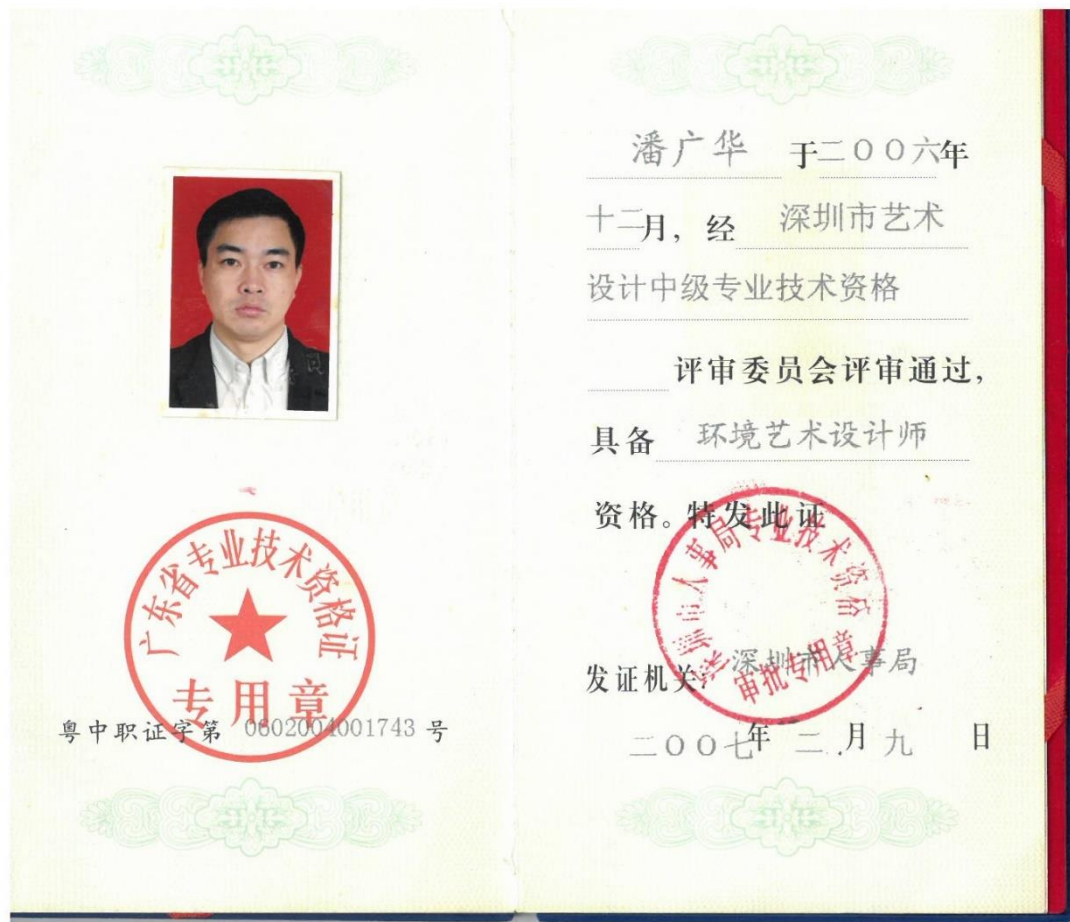 广东省专业技术资格证
专用章
粤中职证字第 0602004001743 号
潘广华 于二〇〇六年
十二月，经 深圳市艺术
设计中级专业技术资格
评审委员会评审通过，
具备 环境艺术设计师
资格。特发此证
深圳市人事局专业技术资格
审批专用章
发证机关：深圳市人事局
二〇〇七年 二 月 九 日